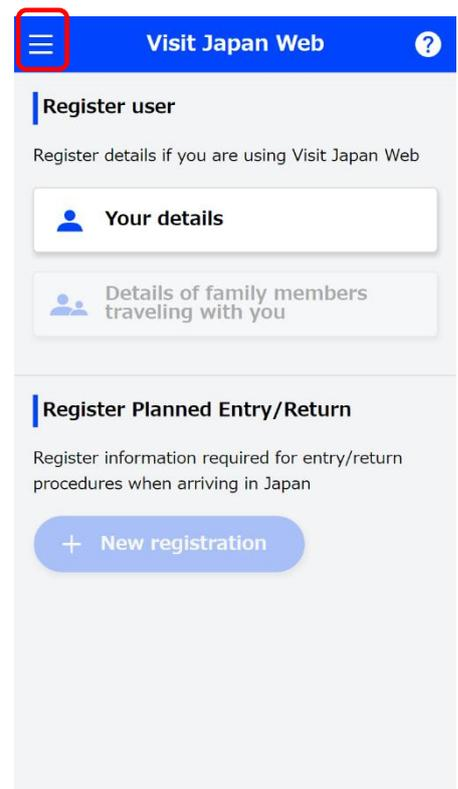 Visit Japan Web ?
Register user
Register details if you are using Visit Japan Web
Your details
Details of family members
traveling with you
Register Planned Entry/Return
Register information required for entry/return
procedures when arriving in Japan
+ New registration